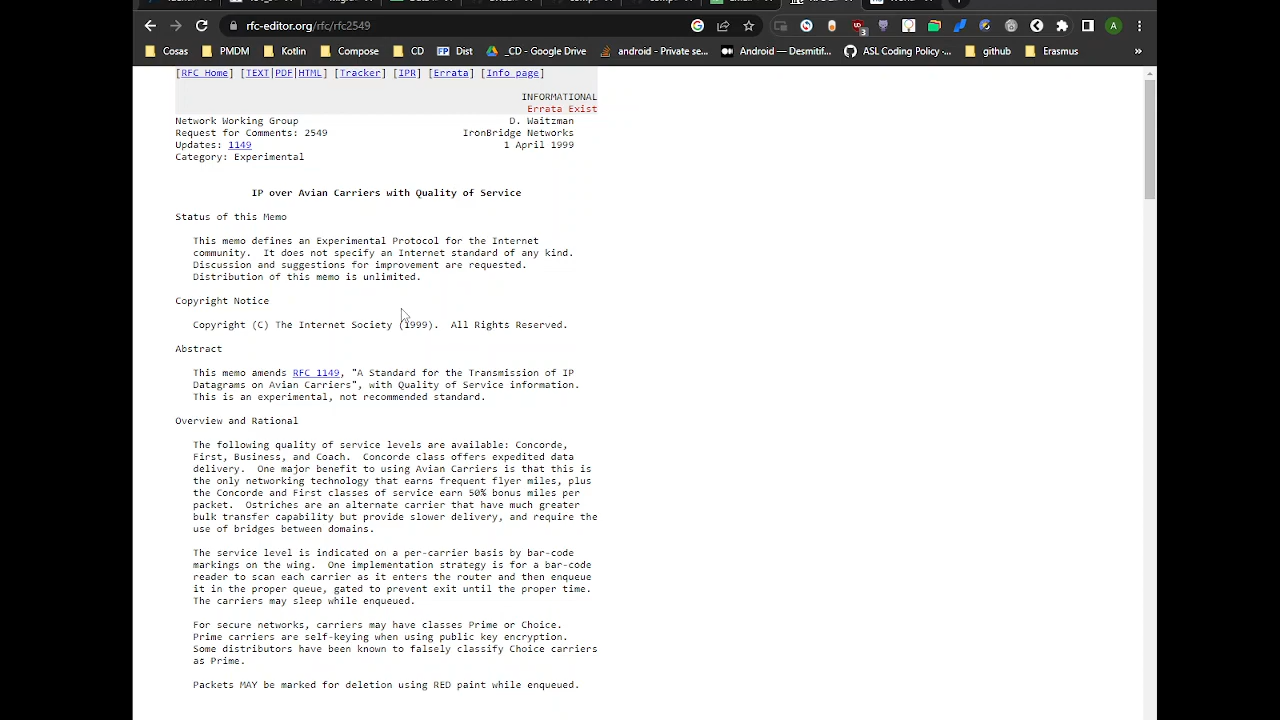 rfc-editor.org/rfc/rfc2549
3
A
Cosas
PMDM
Kotlin
Compose
CD
Dist
_CD - Google Drive
android - Private se...
Android — Desmitif...
ASL Coding Policy -...
github
Erasmus
»
[RFC Home] [TEXT|PDF|HTML] [Tracker] [IPR] [Errata] [Info page]
INFORMATIONAL
Errata Exist
Network Working Group D. Waitzman
Request for Comments: 2549 IronBridge Networks
Updates: 1149 1 April 1999
Category: Experimental
IP over Avian Carriers with Quality of Service
Status of this Memo
This memo defines an Experimental Protocol for the Internet
community. It does not specify an Internet standard of any kind.
Discussion and suggestions for improvement are requested.
Distribution of this memo is unlimited.
Copyright Notice
Copyright (C) The Internet Society (1999). All Rights Reserved.
Abstract
This memo amends RFC 1149, "A Standard for the Transmission of IP
Datagrams on Avian Carriers", with Quality of Service information.
This is an experimental, not recommended standard.
Overview and Rational
The following quality of service levels are available: Concorde,
First, Business, and Coach. Concorde class offers expedited data
delivery. One major benefit to using Avian Carriers is that this is
the only networking technology that earns frequent flyer miles, plus
the Concorde and First classes of service earn 50% bonus miles per
packet. Ostriches are an alternate carrier that have much greater
bulk transfer capability but provide slower delivery, and require the
use of bridges between domains.
The service level is indicated on a per-carrier basis by bar-code
markings on the wing. One implementation strategy is for a bar-code
reader to scan each carrier as it enters the router and then enqueue
it in the proper queue, gated to prevent exit until the proper time.
The carriers may sleep while enqueued.
For secure networks, carriers may have classes Prime or Choice.
Prime carriers are self-keying when using public key encryption.
Some distributors have been known to falsely classify Choice carriers
as Prime.
Packets MAY be marked for deletion using RED paint while enqueued.